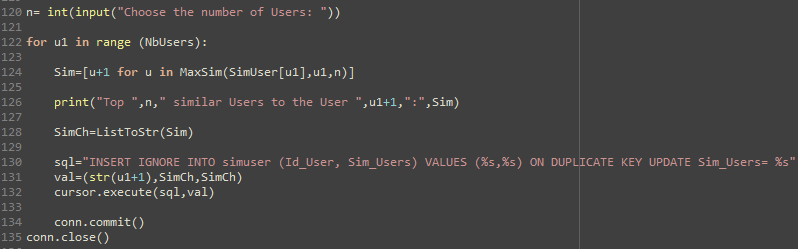 120 n= int(input("Choose the number of Users: "))
121
122 for u1 in range (NbUsers):
123
124     Sim=[u+1 for u in MaxSim(SimUser[u1],u1,n)]
125
126     print("Top ",n," similar Users to the User ",u1+1,":",Sim)
127
128     SimCh=ListToStr(Sim)
129
130     sql="INSERT IGNORE INTO simuser (Id_User, Sim_Users) VALUES (%s,%s) ON DUPLICATE KEY UPDATE Sim_Users= %s"
131     val=(str(u1+1),SimCh,SimCh)
132     cursor.execute(sql,val)
133
134     conn.commit()
135 conn.close()